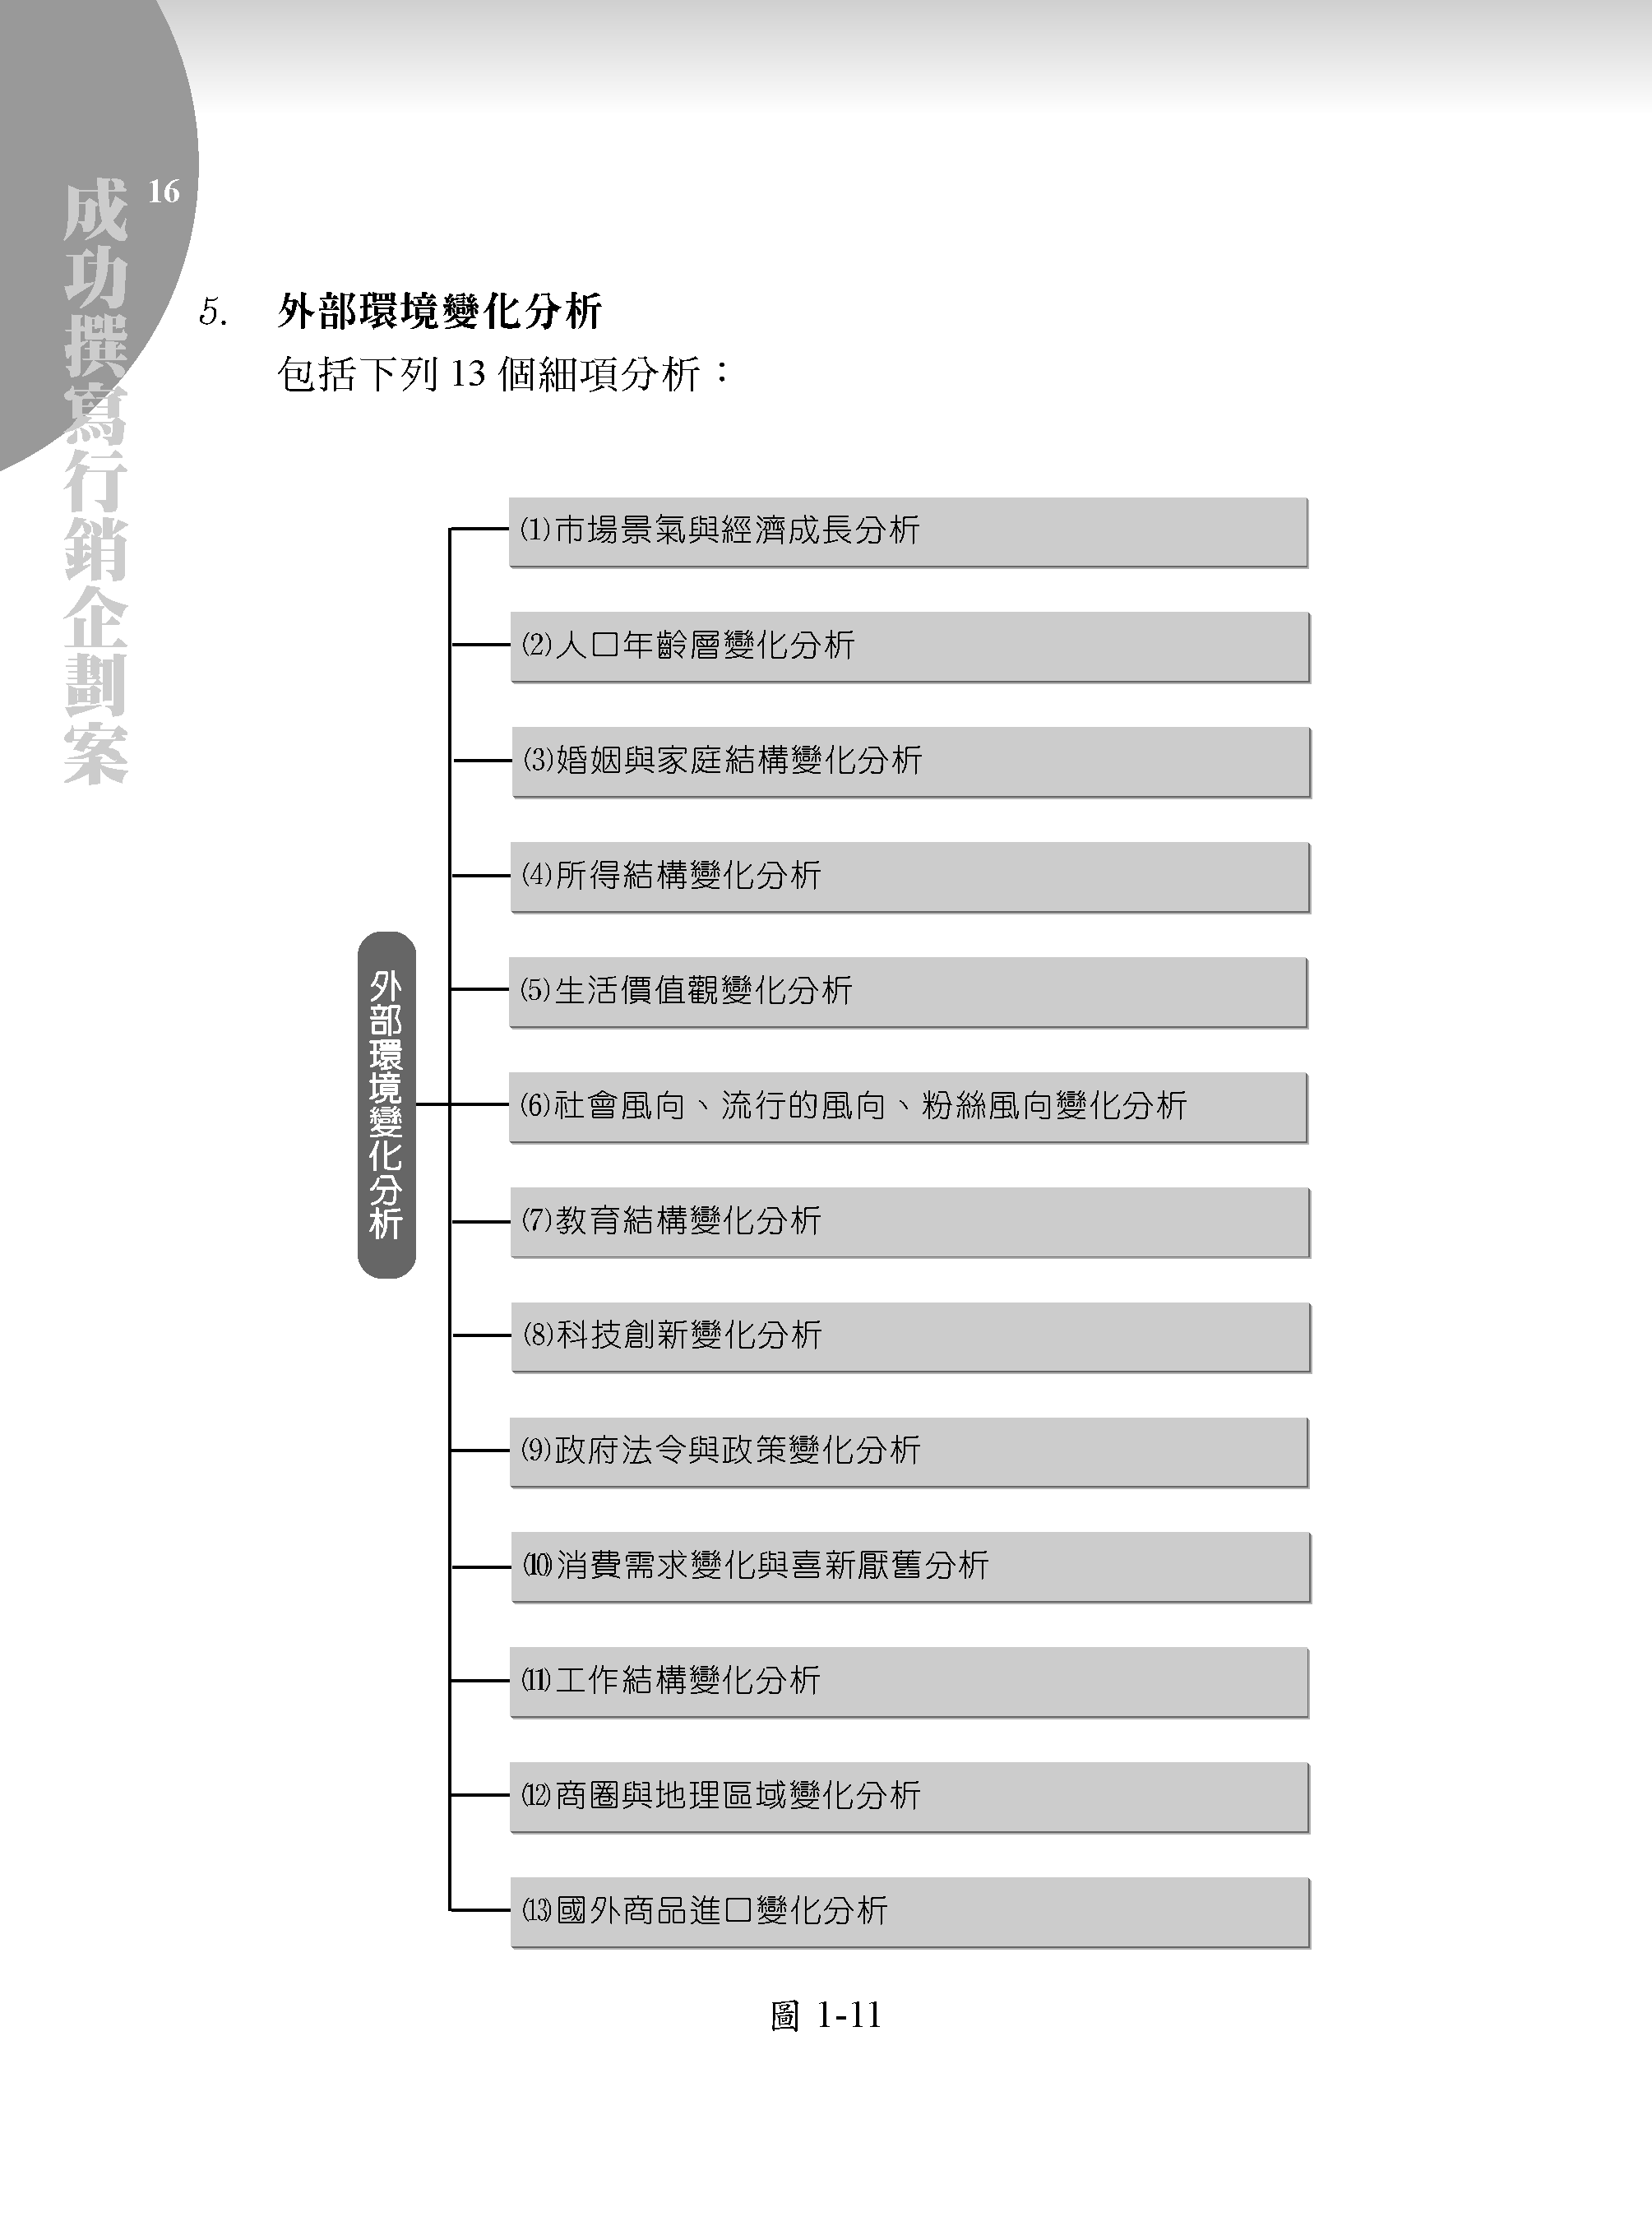 16
成功撰寫行銷企劃案
5. 外部環境變化分析
包括下列 13 個細項分析：
外部環境變化分析
⑴市場景氣與經濟成長分析
⑵人口年齡層變化分析
⑶婚姻與家庭結構變化分析
⑷所得結構變化分析
⑸生活價值觀變化分析
⑹社會風向、流行的風向、粉絲風向變化分析
⑺教育結構變化分析
⑻科技創新變化分析
⑼政府法令與政策變化分析
⑽消費需求變化與喜新厭舊分析
⑾工作結構變化分析
⑿商圈與地理區域變化分析
⒀國外商品進口變化分析
圖 1-11